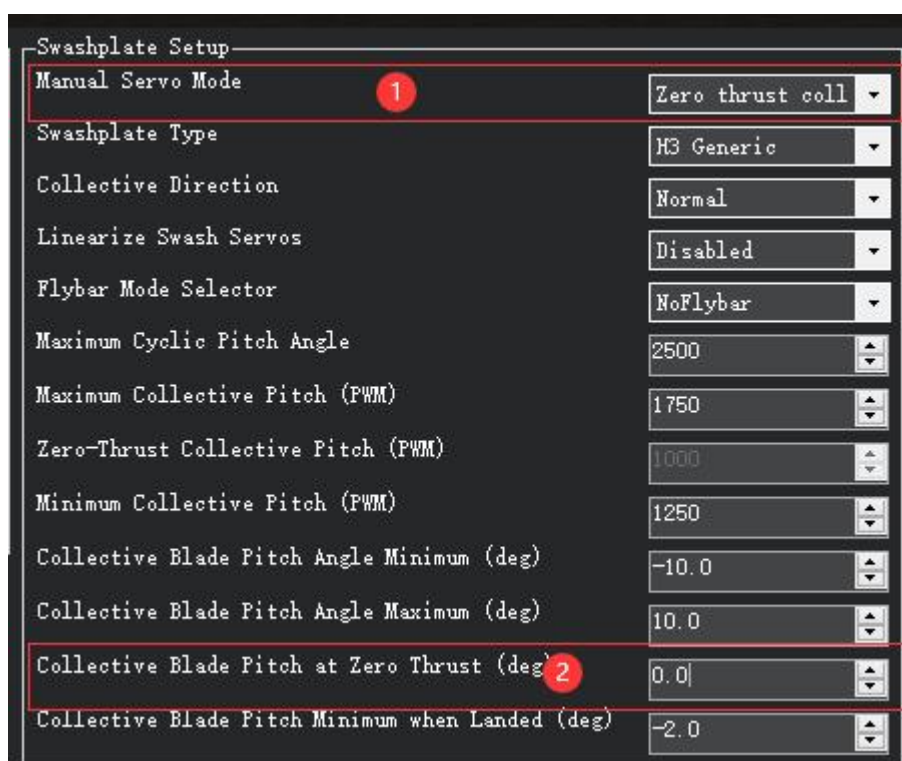 Swashplate Setup
Manual Servo Mode 1 Zero thrust coll
Swashplate Type H3 Generic
Collective Direction Normal
Linearize Swash Servos Disabled
Flybar Mode Selector NoFlybar
Maximum Cyclic Pitch Angle 2500
Maximum Collective Pitch (PWM) 1750
Zero-Thrust Collective Pitch (PWM) 1000
Minimum Collective Pitch (PWM) 1250
Collective Blade Pitch Angle Minimum (deg) -10.0
Collective Blade Pitch Angle Maximum (deg) 10.0
Collective Blade Pitch at Zero Thrust (deg) 2 0.0
Collective Blade Pitch Minimum when Landed (deg) -2.0